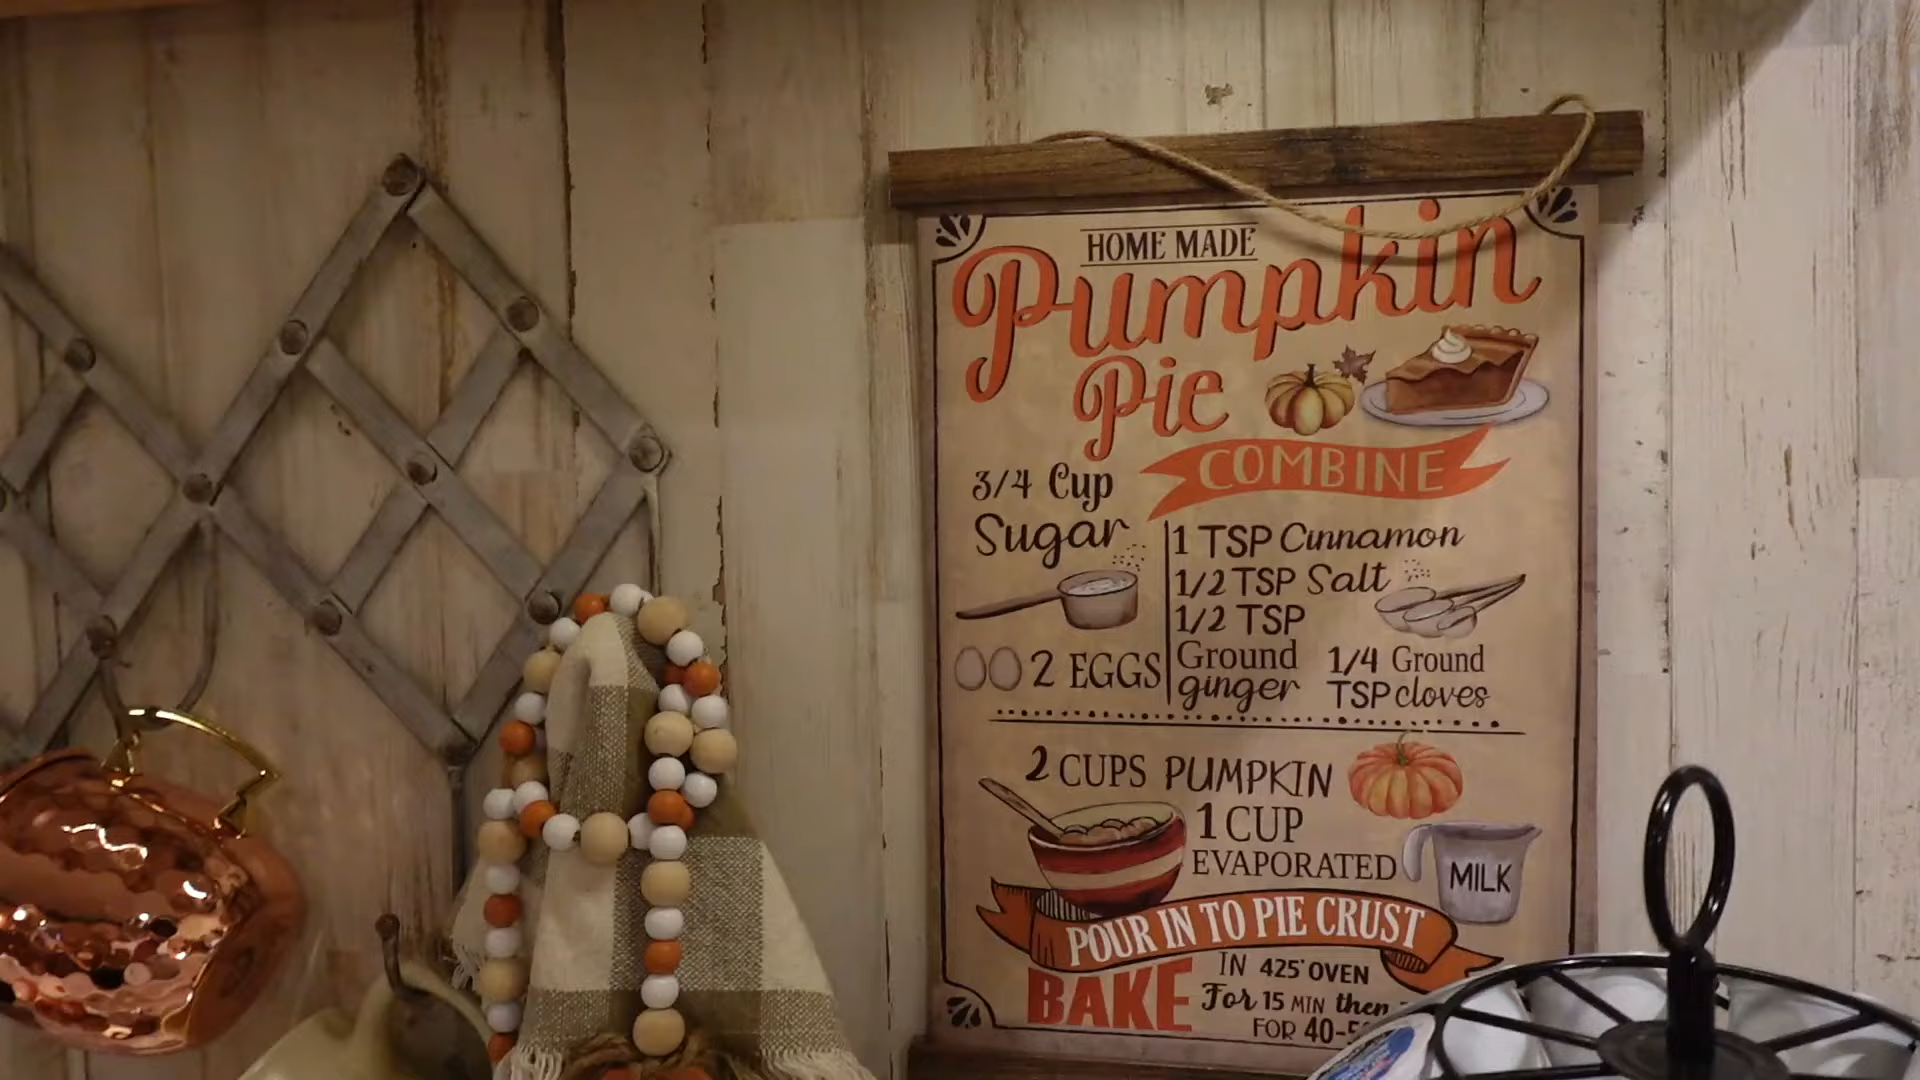 HOME MADE
Pumpkin
Pie
COMBINE
3/4 Cup
Sugar
2 EGGS
1 TSP Cinnamon
1/2 TSP Salt
1/2 TSP
Ground
ginger
1/4 Ground
TSP cloves
2 CUPS PUMPKIN
1 CUP
EVAPORATED
MILK
POUR IN TO PIE CRUST
BAKE
IN 425° OVEN
For 15 MIN then
FOR